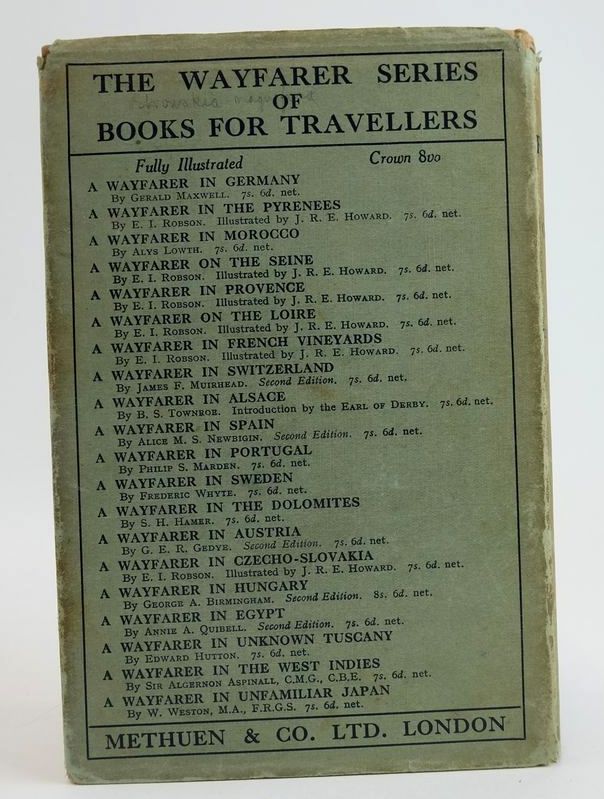 THE WAYFARER SERIES
OF
BOOKS FOR TRAVELLERS
Fully Illustrated Crown 8vo
A WAYFARER IN GERMANY
By Gerald Maxwell. 7s. 6d. net.
A WAYFARER IN THE PYRENEES
By E. I. Robson. Illustrated by J. R. E. Howard. 7s. 6d. net.
A WAYFARER IN MOROCCO
By Alys Lowth. 7s. 6d. net.
A WAYFARER ON THE SEINE
By E. I. Robson. Illustrated by J. R. E. Howard. 7s. 6d. net.
A WAYFARER IN PROVENCE
By E. I. Robson. Illustrated by J. R. E. Howard. 7s. 6d. net.
A WAYFARER ON THE LOIRE
By E. I. Robson. Illustrated by J. R. E. Howard. 7s. 6d. net.
A WAYFARER IN FRENCH VINEYARDS
By E. I. Robson. Illustrated by J. R. E. Howard. 7s. 6d. net.
A WAYFARER IN SWITZERLAND
By James F. Muirhead. Second Edition. 7s. 6d. net.
A WAYFARER IN ALSACE
By B. S. Townroe. Introduction by the Earl of Derby. 7s. 6d. net.
A WAYFARER IN SPAIN
By Alice M. S. Newbigin. Second Edition. 7s. 6d. net.
A WAYFARER IN PORTUGAL
By Philip S. Marden. 7s. 6d. net.
A WAYFARER IN SWEDEN
By Frederic Whyte. 7s. 6d. net.
A WAYFARER IN THE DOLOMITES
By S. H. Hamer. 7s. 6d. net.
A WAYFARER IN AUSTRIA
By G. E. R. Gedye. Second Edition. 7s. 6d. net.
A WAYFARER IN CZECHO-SLOVAKIA
By E. I. Robson. Illustrated by J. R. E. Howard. 7s. 6d. net.
A WAYFARER IN HUNGARY
By George A. Birmingham. Second Edition. 8s. 6d. net.
A WAYFARER IN EGYPT
By Annie A. Quibell. Second Edition. 7s. 6d. net.
A WAYFARER IN UNKNOWN TUSCANY
By Edward Hutton. 7s. 6d. net.
A WAYFARER IN THE WEST INDIES
By Sir Algernon Aspinall, C.M.G., C.B.E. 7s. 6d. net.
A WAYFARER IN UNFAMILIAR JAPAN
By W. Weston, M.A., F.R.G.S. 7s. 6d. net.
METHUEN & CO. LTD. LONDON